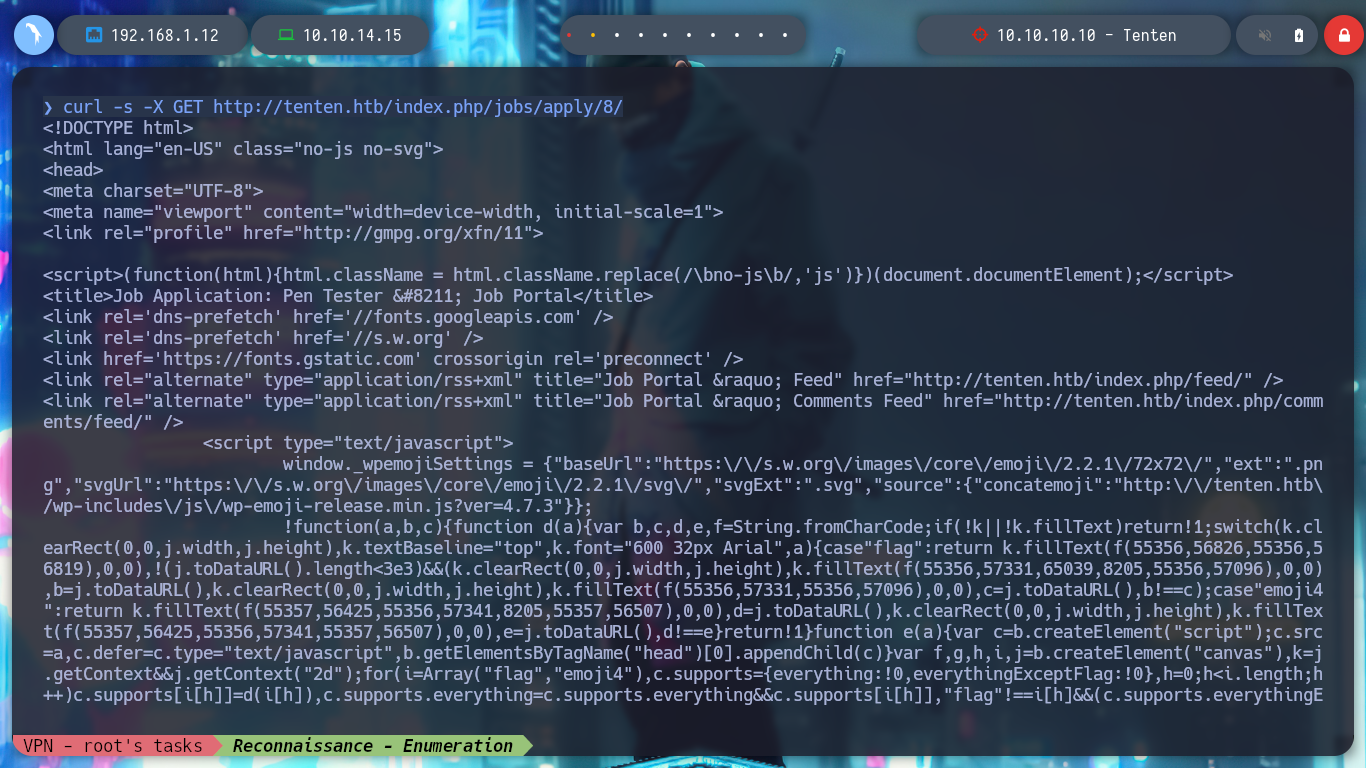 192.168.1.12
10.10.14.15
10.10.10.10 - Tenten
❯ curl -s -X GET http://tenten.htb/index.php/jobs/apply/8/
<!DOCTYPE html>
<html lang="en-US" class="no-js no-svg">
<head>
<meta charset="UTF-8">
<meta name="viewport" content="width=device-width, initial-scale=1">
<link rel="profile" href="http://gmpg.org/xfn/11">
<script>(function(html){html.className = html.className.replace(/\bno-js\b/,'js')})(document.documentElement);</script>
<title>Job Application: Pen Tester &#8211; Job Portal</title>
<link rel='dns-prefetch' href='//fonts.googleapis.com' />
<link rel='dns-prefetch' href='//s.w.org' />
<link href='https://fonts.gstatic.com' crossorigin rel='preconnect' />
<link rel="alternate" type="application/rss+xml" title="Job Portal &raquo; Feed" href="http://tenten.htb/index.php/feed/" />
<link rel="alternate" type="application/rss+xml" title="Job Portal &raquo; Comments Feed" href="http://tenten.htb/index.php/comm
ents/feed/" />
<script type="text/javascript">
window._wpemojiSettings = {"baseUrl":"https:\/\/s.w.org\/images\/core\/emoji\/2.2.1\/72x72\/","ext":".pn
g","svgUrl":"https:\/\/s.w.org\/images\/core\/emoji\/2.2.1\/svg\/","svgExt":".svg","source":{"concatemoji":"http:\/\/tenten.htb\
/wp-includes\/js\/wp-emoji-release.min.js?ver=4.7.3"}};
!function(a,b,c){function d(a){var b,c,d,e,f=String.fromCharCode;if(!k||!k.fillText)return!1;switch(k.cl
earRect(0,0,j.width,j.height),k.textBaseline="top",k.font="600 32px Arial",a){case"flag":return k.fillText(f(55356,56826,55356,5
6819),0,0),!(j.toDataURL().length<3e3)&&(k.clearRect(0,0,j.width,j.height),k.fillText(f(55356,57331,65039,8205,55356,57096),0,0)
,b=j.toDataURL(),k.clearRect(0,0,j.width,j.height),k.fillText(f(55356,57331,55356,57096),0,0),c=j.toDataURL(),b!==c);case"emoji4
":return k.fillText(f(55357,56425,55356,57341,8205,55357,56507),0,0),d=j.toDataURL(),k.clearRect(0,0,j.width,j.height),k.fillTex
t(f(55357,56425,55356,57341,55357,56507),0,0),e=j.toDataURL(),d!==e}return!1}function e(a){var c=b.createElement("script");c.src
=a,c.defer=c.type="text/javascript",b.getElementsByTagName("head")[0].appendChild(c)}var f,g,h,i,j=b.createElement("canvas"),k=j
.getContext&&j.getContext("2d");for(i=Array("flag","emoji4"),c.supports={everything:!0,everythingExceptFlag:!0},h=0;h<i.length;h
++)c.supports[i[h]]=d(i[h]),c.supports.everything=c.supports.everything&&c.supports[i[h]],"flag"!==i[h]&&(c.supports.everythingE
VPN - root's tasks
Reconnaissance - Enumeration